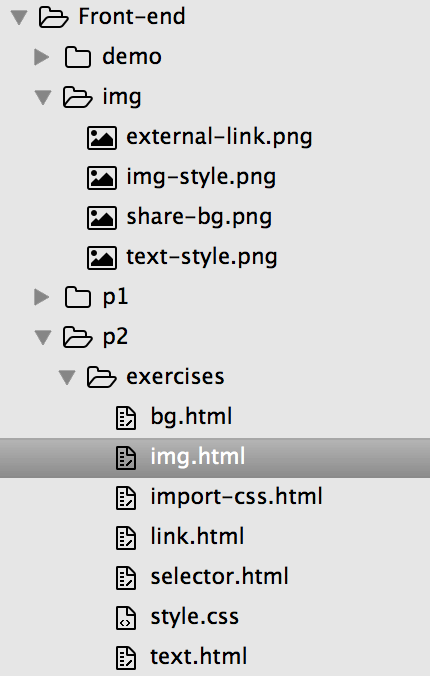 Front-end
demo
img
external-link.png
img-style.png
share-bg.png
text-style.png
p1
p2
exercises
bg.html
img.html
import-css.html
link.html
selector.html
style.css
text.html